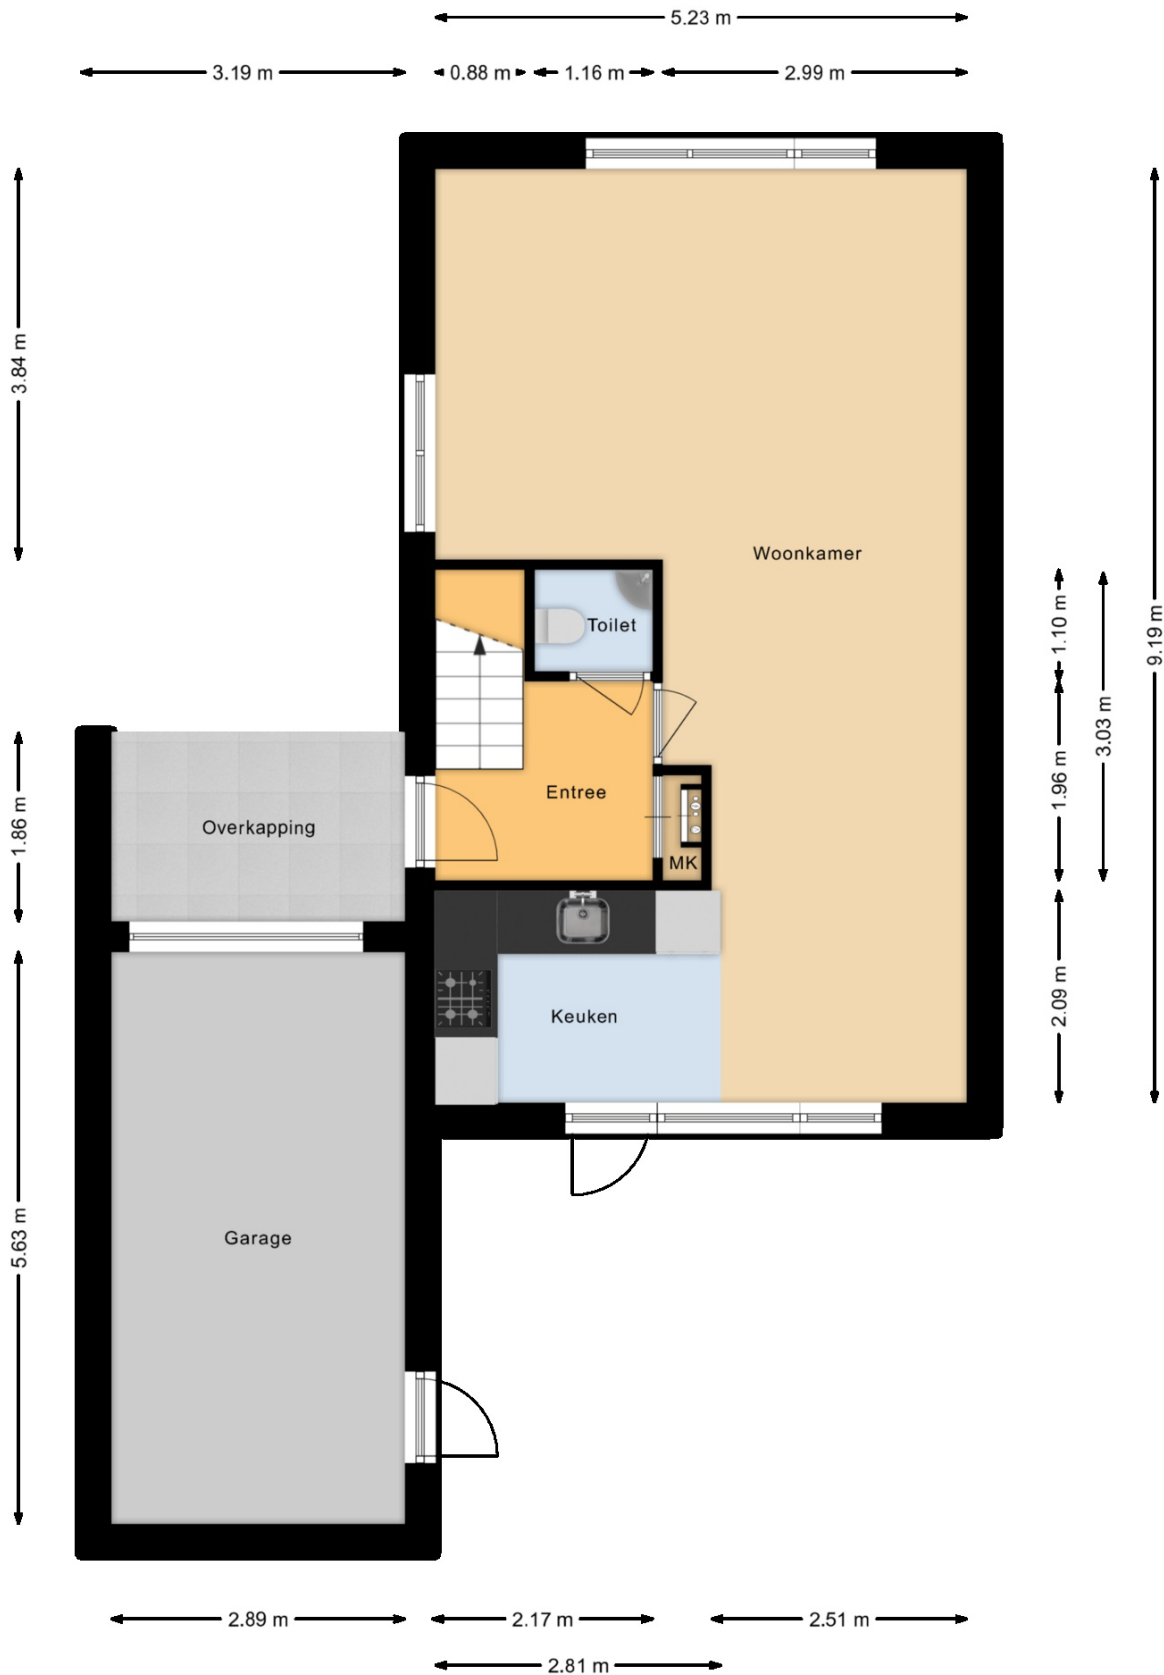 5.23 m
3.19 m
0.88 m
1.16 m
2.99 m
3.84 m
Woonkamer
Toilet
1.10 m
9.19 m
3.03 m
1.96 m
Entree
Overkapping
1.86 m
MK
2.09 m
Keuken
5.63 m
Garage
2.89 m
2.17 m
2.51 m
2.81 m